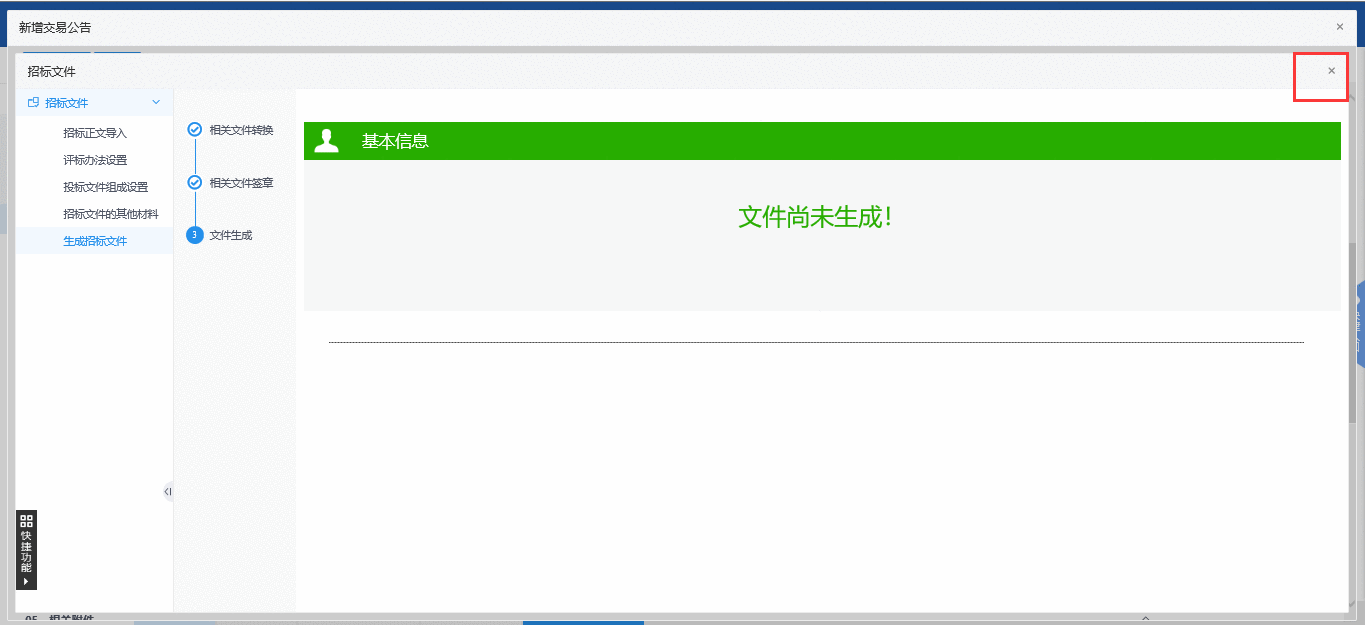 新增交易公告
招标文件
招标文件
招标正文导入
评标办法设置
投标文件组成设置
招标文件的其他材料
生成招标文件
相关文件转换
相关文件签章
3 文件生成
基本信息
文件尚未生成！
快捷功能